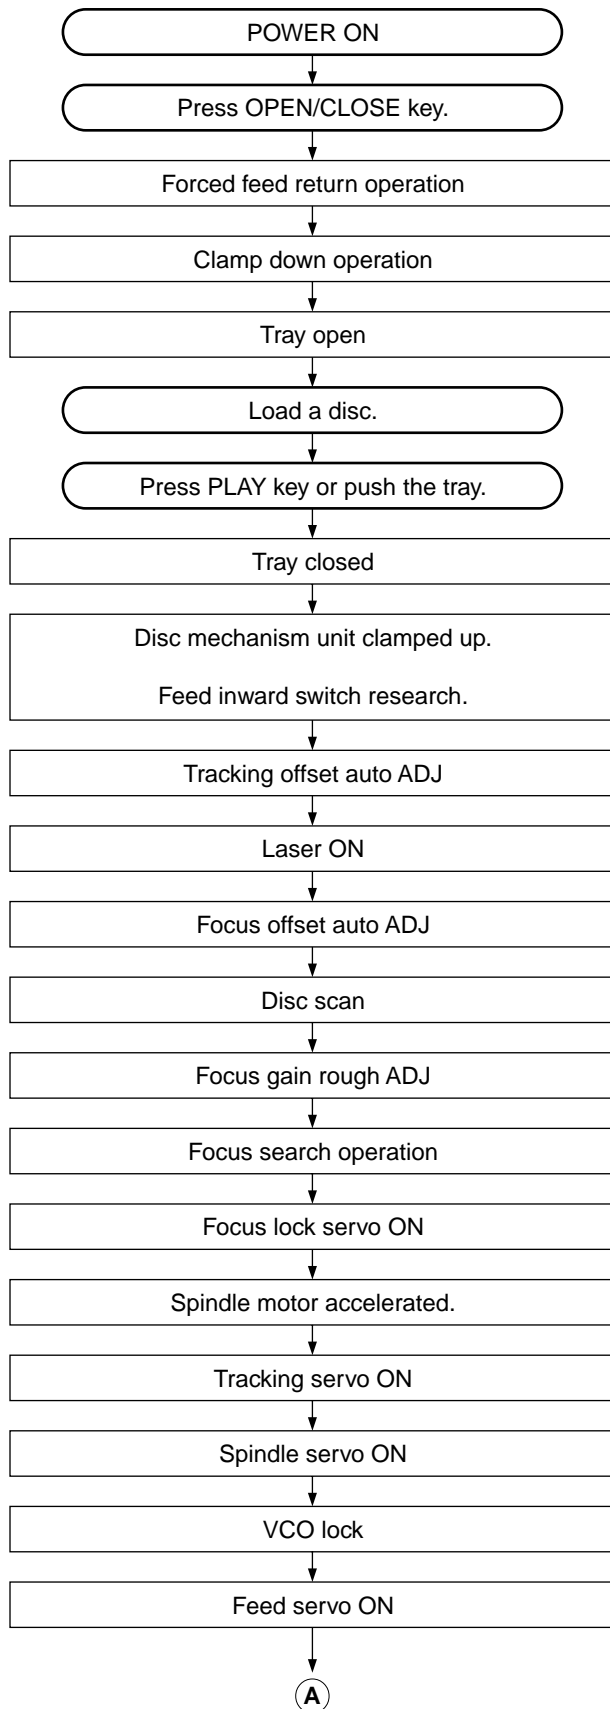 POWER ON
Press OPEN/CLOSE key.
Forced feed return operation
Clamp down operation
Tray open
Load a disc.
Press PLAY key or push the tray.
Tray closed
Disc mechanism unit clamped up.
Feed inward switch research.
Tracking offset auto ADJ
Laser ON
Focus offset auto ADJ
Disc scan
Focus gain rough ADJ
Focus search operation
Focus lock servo ON
Spindle motor accelerated.
Tracking servo ON
Spindle servo ON
VCO lock
Feed servo ON
A